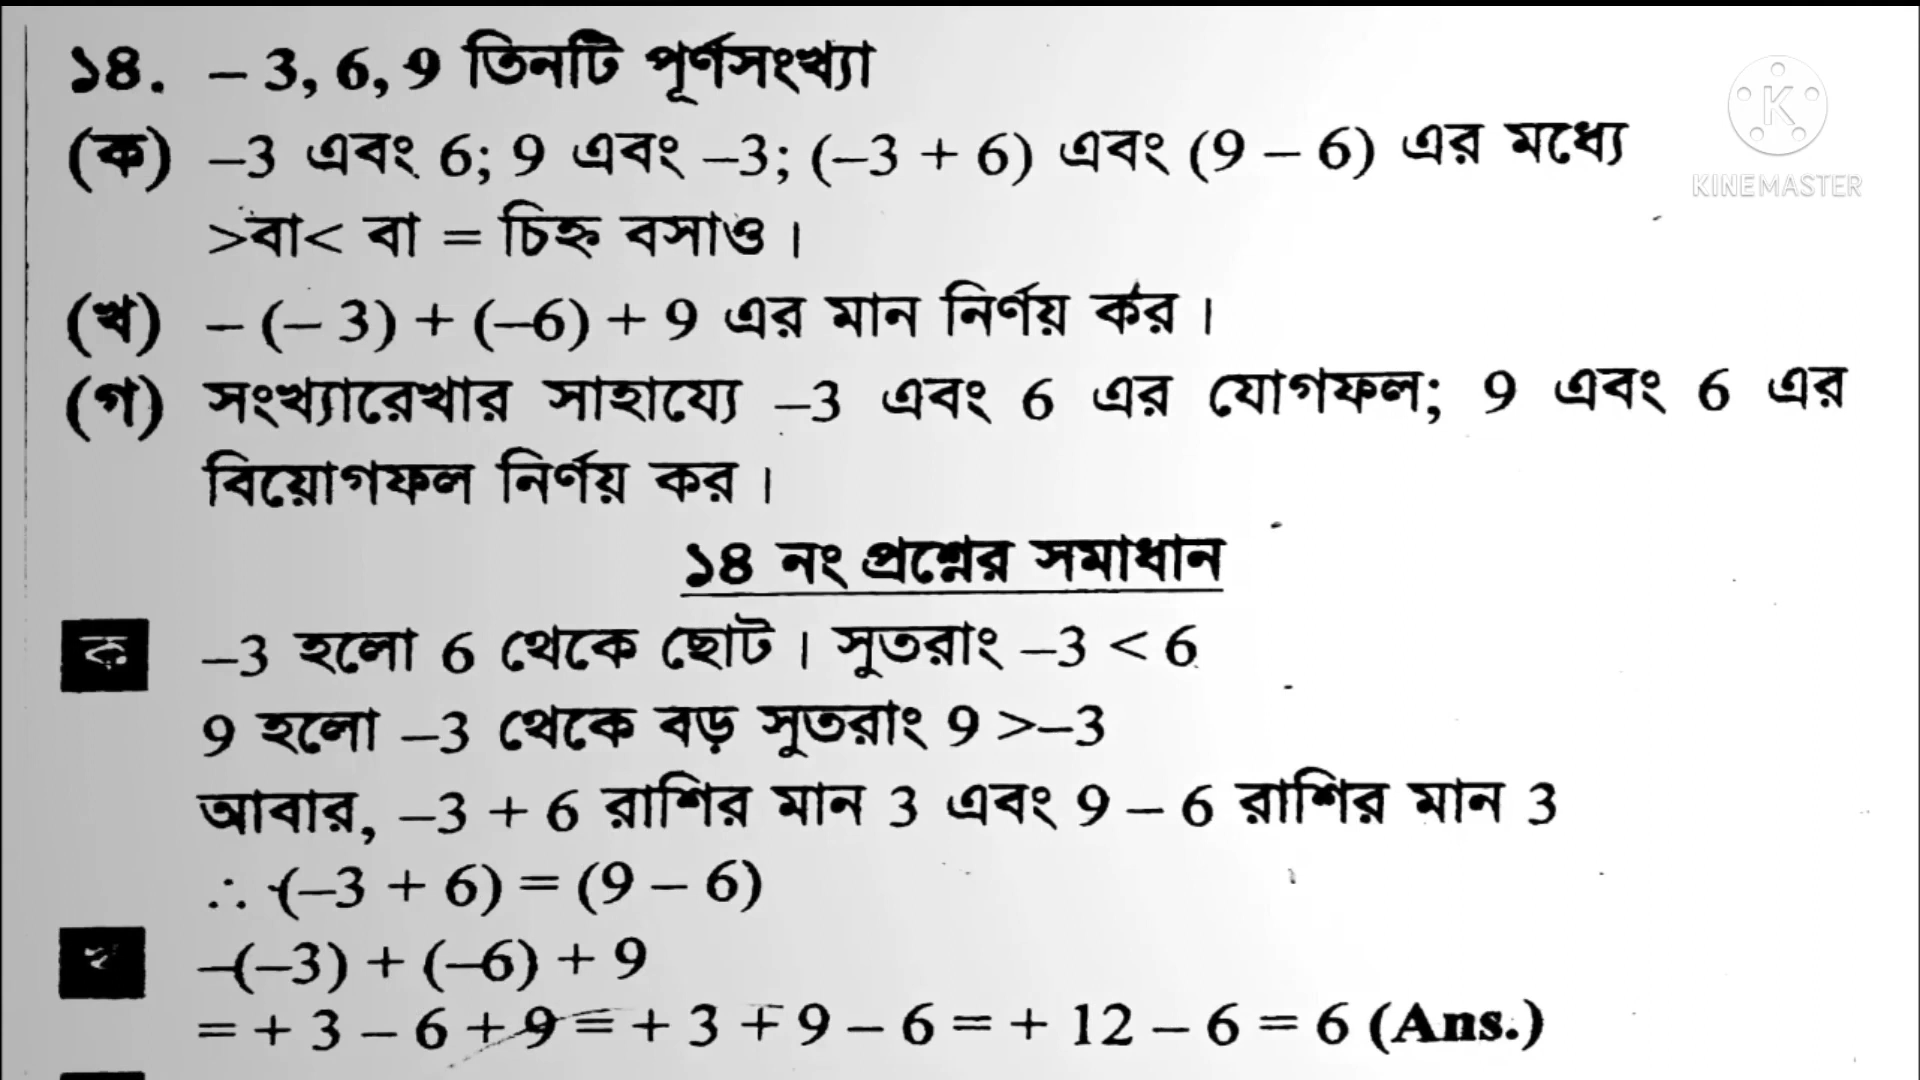 ১৪. – 3, 6, 9 তিনটি পূর্ণসংখ্যা
(ক) –3 এবং 6; 9 এবং –3; (–3 + 6) এবং (9 – 6) এর মধ্যে
>বা< বা = চিহ্ন বসাও।
(খ) – (– 3) + (–6) + 9 এর মান নির্ণয় কর।
(গ) সংখ্যারেখার সাহায্যে –3 এবং 6 এর যোগফল; 9 এবং 6 এর
বিয়োগফল নির্ণয় কর।
১৪ নং প্রশ্নের সমাধান
ক –3 হলো 6 থেকে ছোট। সুতরাং –3 < 6
9 হলো –3 থেকে বড় সুতরাং 9 >–3
আবার, –3 + 6 রাশির মান 3 এবং 9 – 6 রাশির মান 3
∴ (–3 + 6) = (9 – 6)
খ –(–3) + (–6) + 9
= + 3 – 6 + 9 = + 3 + 9 – 6 = + 12 – 6 = 6 (Ans.)
K
KINEMASTER